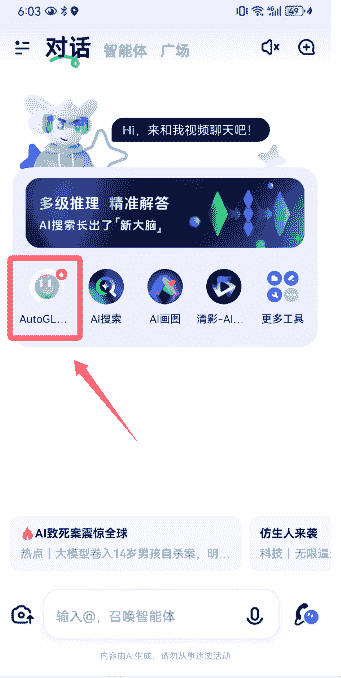 6:03
69
对话
智能体
广场
Hi，来和我视频聊天吧！
多级推理 精准解答
AI搜索长出了「新大脑」
AutoGL...
AI搜索
AI画图
清影-AI...
更多工具
🔥AI致死案震惊全球
热点｜大模型卷入14岁男孩自杀案，明...
仿生人来袭
科技｜无限逼
输入@，召唤智能体
内容由AI生成，请勿从事违法活动